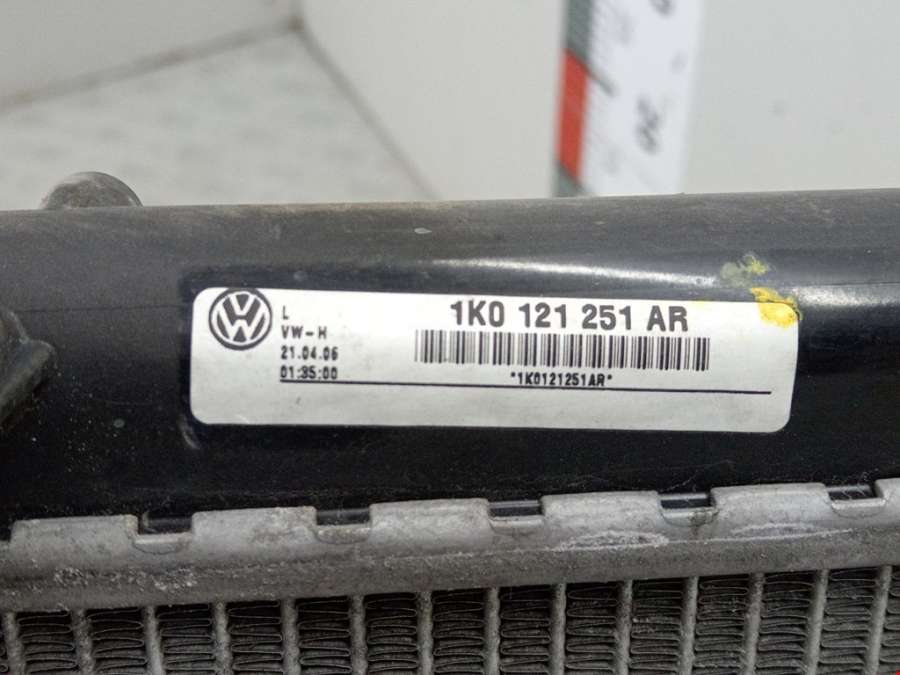 L
VW-H
21.04.06
01:35:00
1K0 121 251 AR
*1K0121251AR*